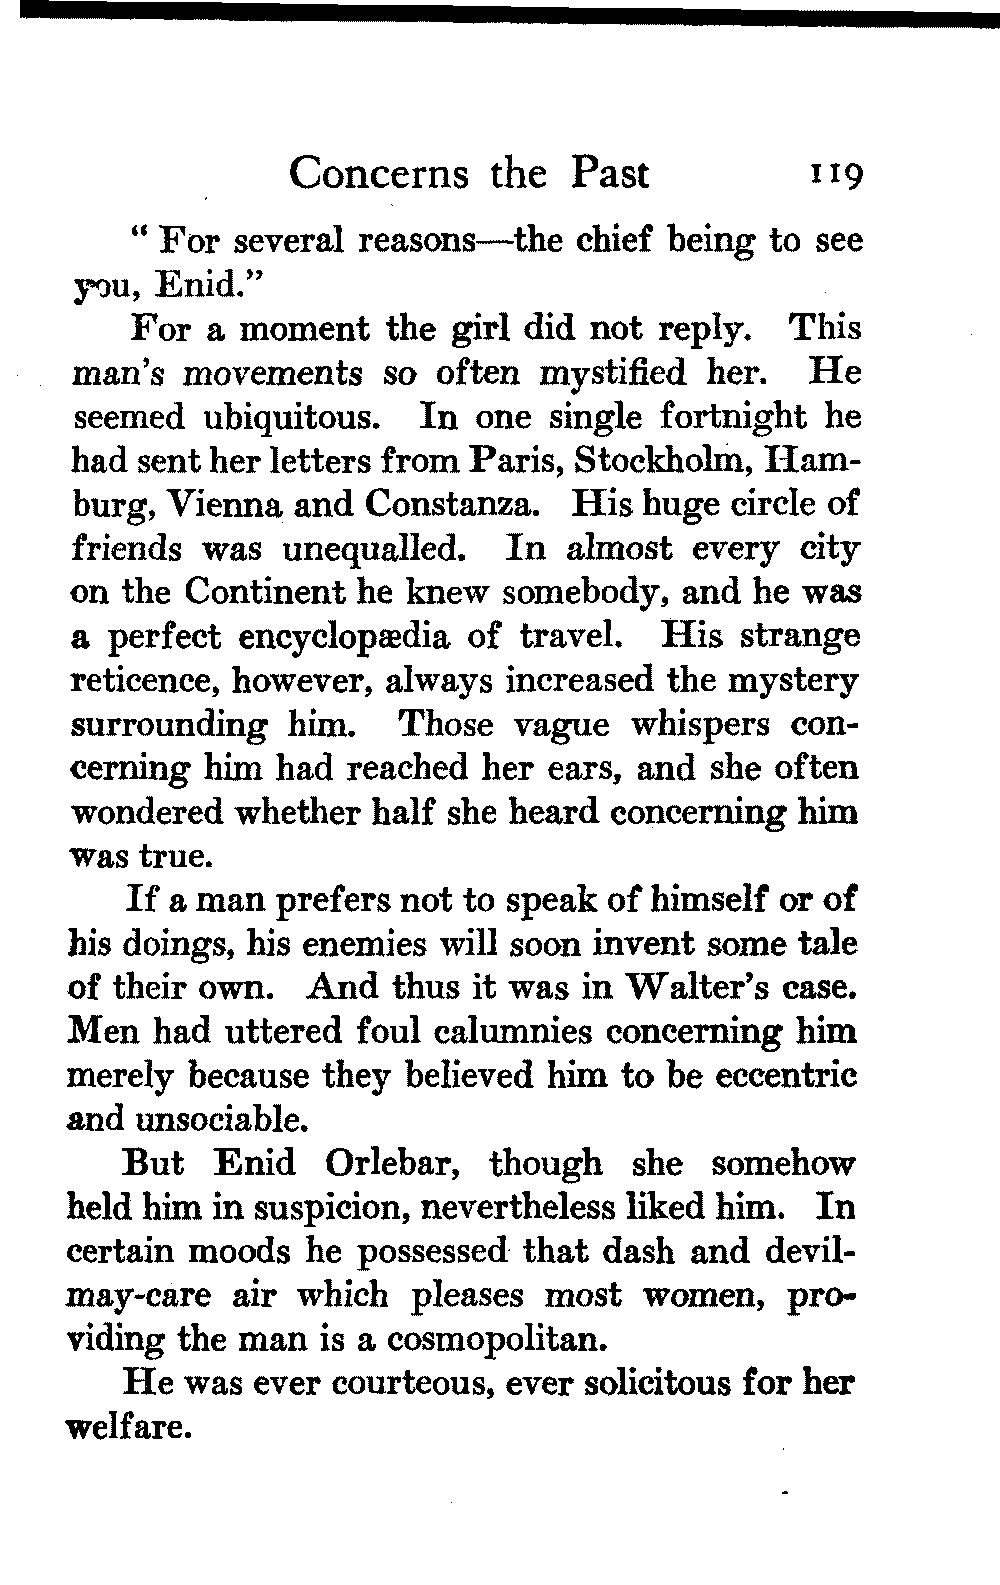 Concerns the Past 119
“ For several reasons—the chief being to see
you, Enid.”
For a moment the girl did not reply. This
man’s movements so often mystified her. He
seemed ubiquitous. In one single fortnight he
had sent her letters from Paris, Stockholm, Ham-
burg, Vienna and Constanza. His huge circle of
friends was unequalled. In almost every city
on the Continent he knew somebody, and he was
a perfect encyclopædia of travel. His strange
reticence, however, always increased the mystery
surrounding him. Those vague whispers con-
cerning him had reached her ears, and she often
wondered whether half she heard concerning him
was true.
If a man prefers not to speak of himself or of
his doings, his enemies will soon invent some tale
of their own. And thus it was in Walter’s case.
Men had uttered foul calumnies concerning him
merely because they believed him to be eccentric
and unsociable.
But Enid Orlebar, though she somehow
held him in suspicion, nevertheless liked him. In
certain moods he possessed that dash and devil-
may-care air which pleases most women, pro-
viding the man is a cosmopolitan.
He was ever courteous, ever solicitous for her
welfare.